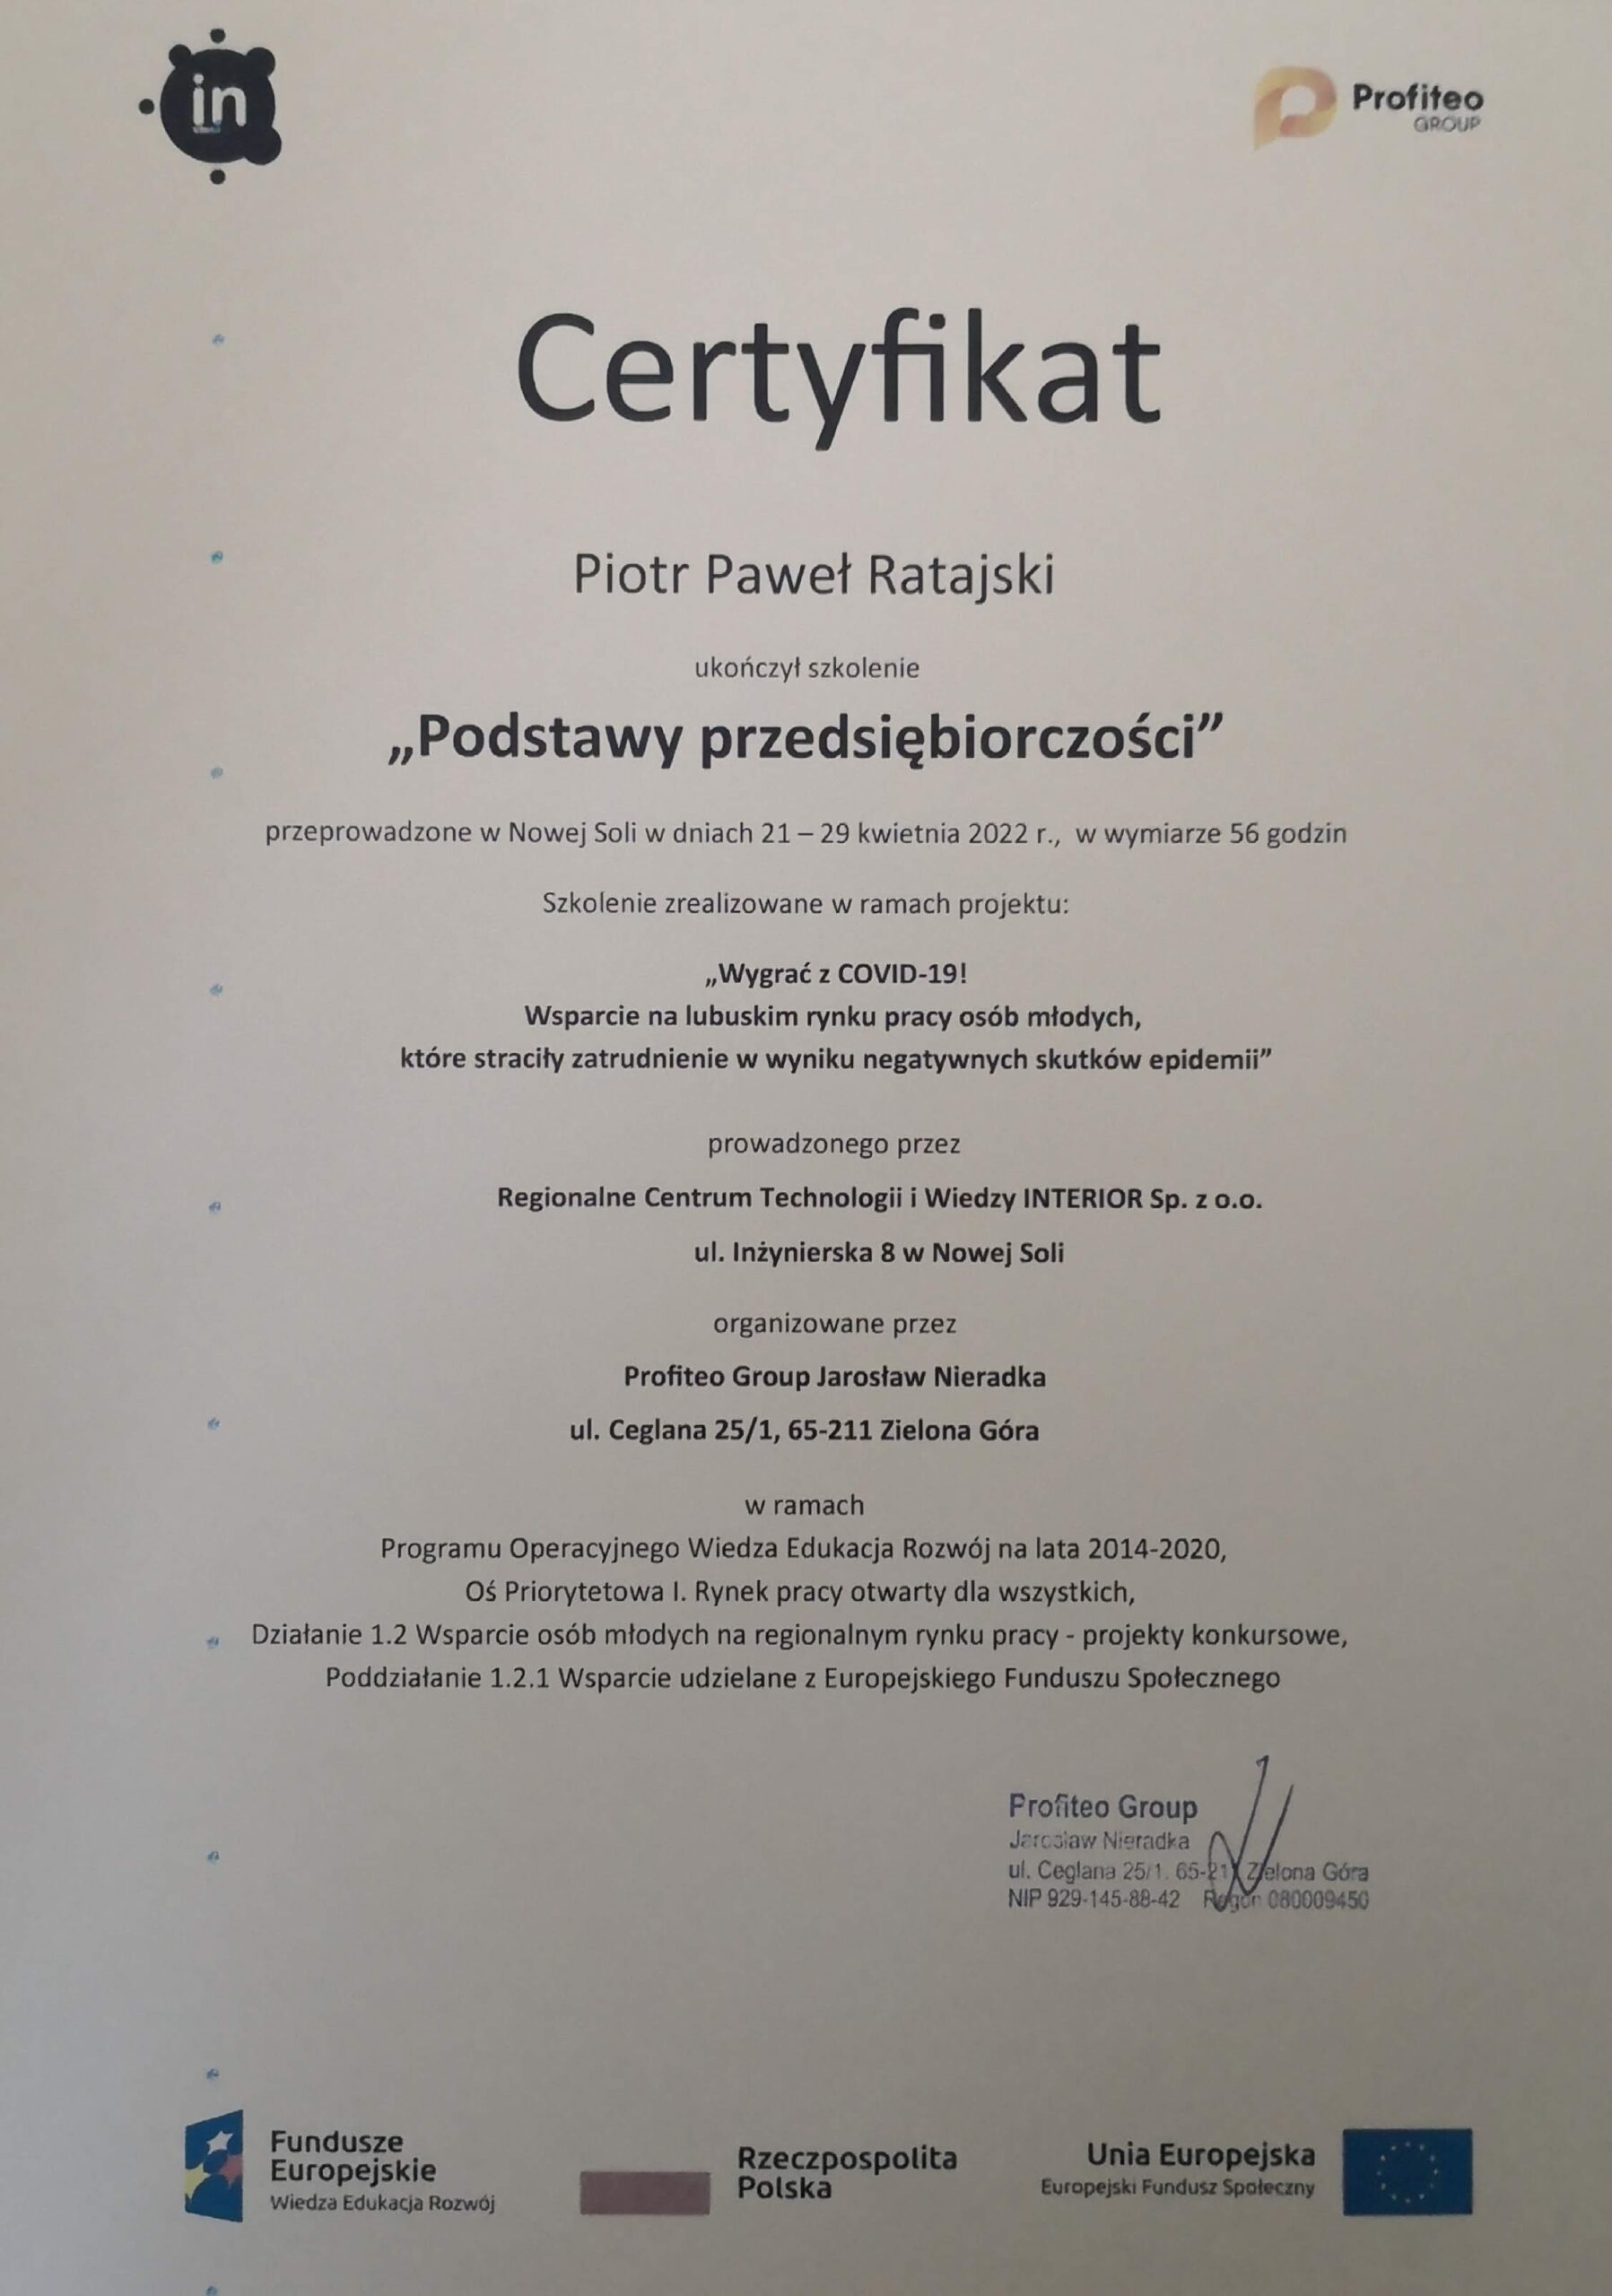 in
Profiteo
GROUP
Certyfikat
Piotr Paweł Ratajski
ukończył szkolenie
„Podstawy przedsiębiorczości”
przeprowadzone w Nowej Soli w dniach 21 – 29 kwietnia 2022 r., w wymiarze 56 godzin
Szkolenie zrealizowane w ramach projektu:
„Wygrać z COVID-19!
Wsparcie na lubuskim rynku pracy osób młodych,
które straciły zatrudnienie w wyniku negatywnych skutków epidemii”
prowadzonego przez
Regionalne Centrum Technologii i Wiedzy INTERIOR Sp. z o.o.
ul. Inżynierska 8 w Nowej Soli
organizowane przez
Profiteo Group Jarosław Nieradka
ul. Ceglana 25/1, 65-211 Zielona Góra
w ramach
Programu Operacyjnego Wiedza Edukacja Rozwój na lata 2014-2020,
Oś Priorytetowa I. Rynek pracy otwarty dla wszystkich,
Działanie 1.2 Wsparcie osób młodych na regionalnym rynku pracy - projekty konkursowe,
Poddziałanie 1.2.1 Wsparcie udzielane z Europejskiego Funduszu Społecznego
Profiteo Group
Jarosław Nieradka
ul. Ceglana 25/1, 65-211 Zielona Góra
NIP 929-145-88-42 Regon 080009450
Fundusze
Europejskie
Wiedza Edukacja Rozwój
Rzeczpospolita
Polska
Unia Europejska
Europejski Fundusz Społeczny